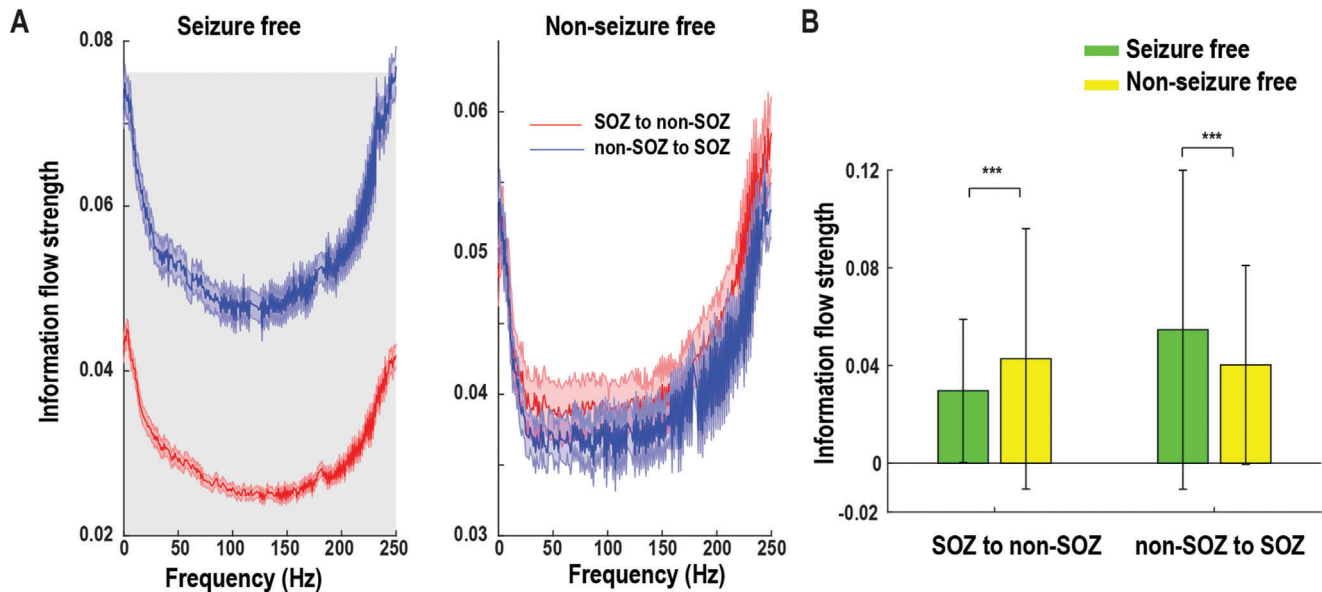 A
Seizure free
Information flow strength
0.08
0.06
0.04
0.02
0 50 100 150 200 250
Frequency (Hz)
Non-seizure free
SOZ to non-SOZ
non-SOZ to SOZ
0.06
0.05
0.04
0.03
0 50 100 150 200 250
Frequency (Hz)
B
Seizure free
Non-seizure free
Information flow strength
0.12
0.08
0.04
0
-0.02
***
***
SOZ to non-SOZ
non-SOZ to SOZ